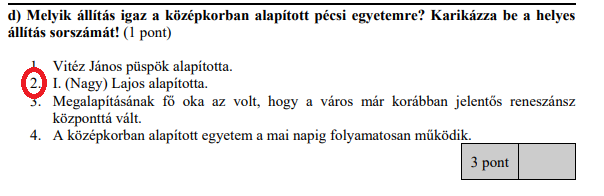 d) Melyik állítás igaz a középkorban alapított pécsi egyetemre? Karikázza be a helyes
állítás sorszámát! (1 pont)
1. Vitéz János püspök alapította.
2. I. (Nagy) Lajos alapította.
3. Megalapításának fő oka az volt, hogy a város már korábban jelentős reneszánsz
központtá vált.
4. A középkorban alapított egyetem a mai napig folyamatosan működik.
3 pont